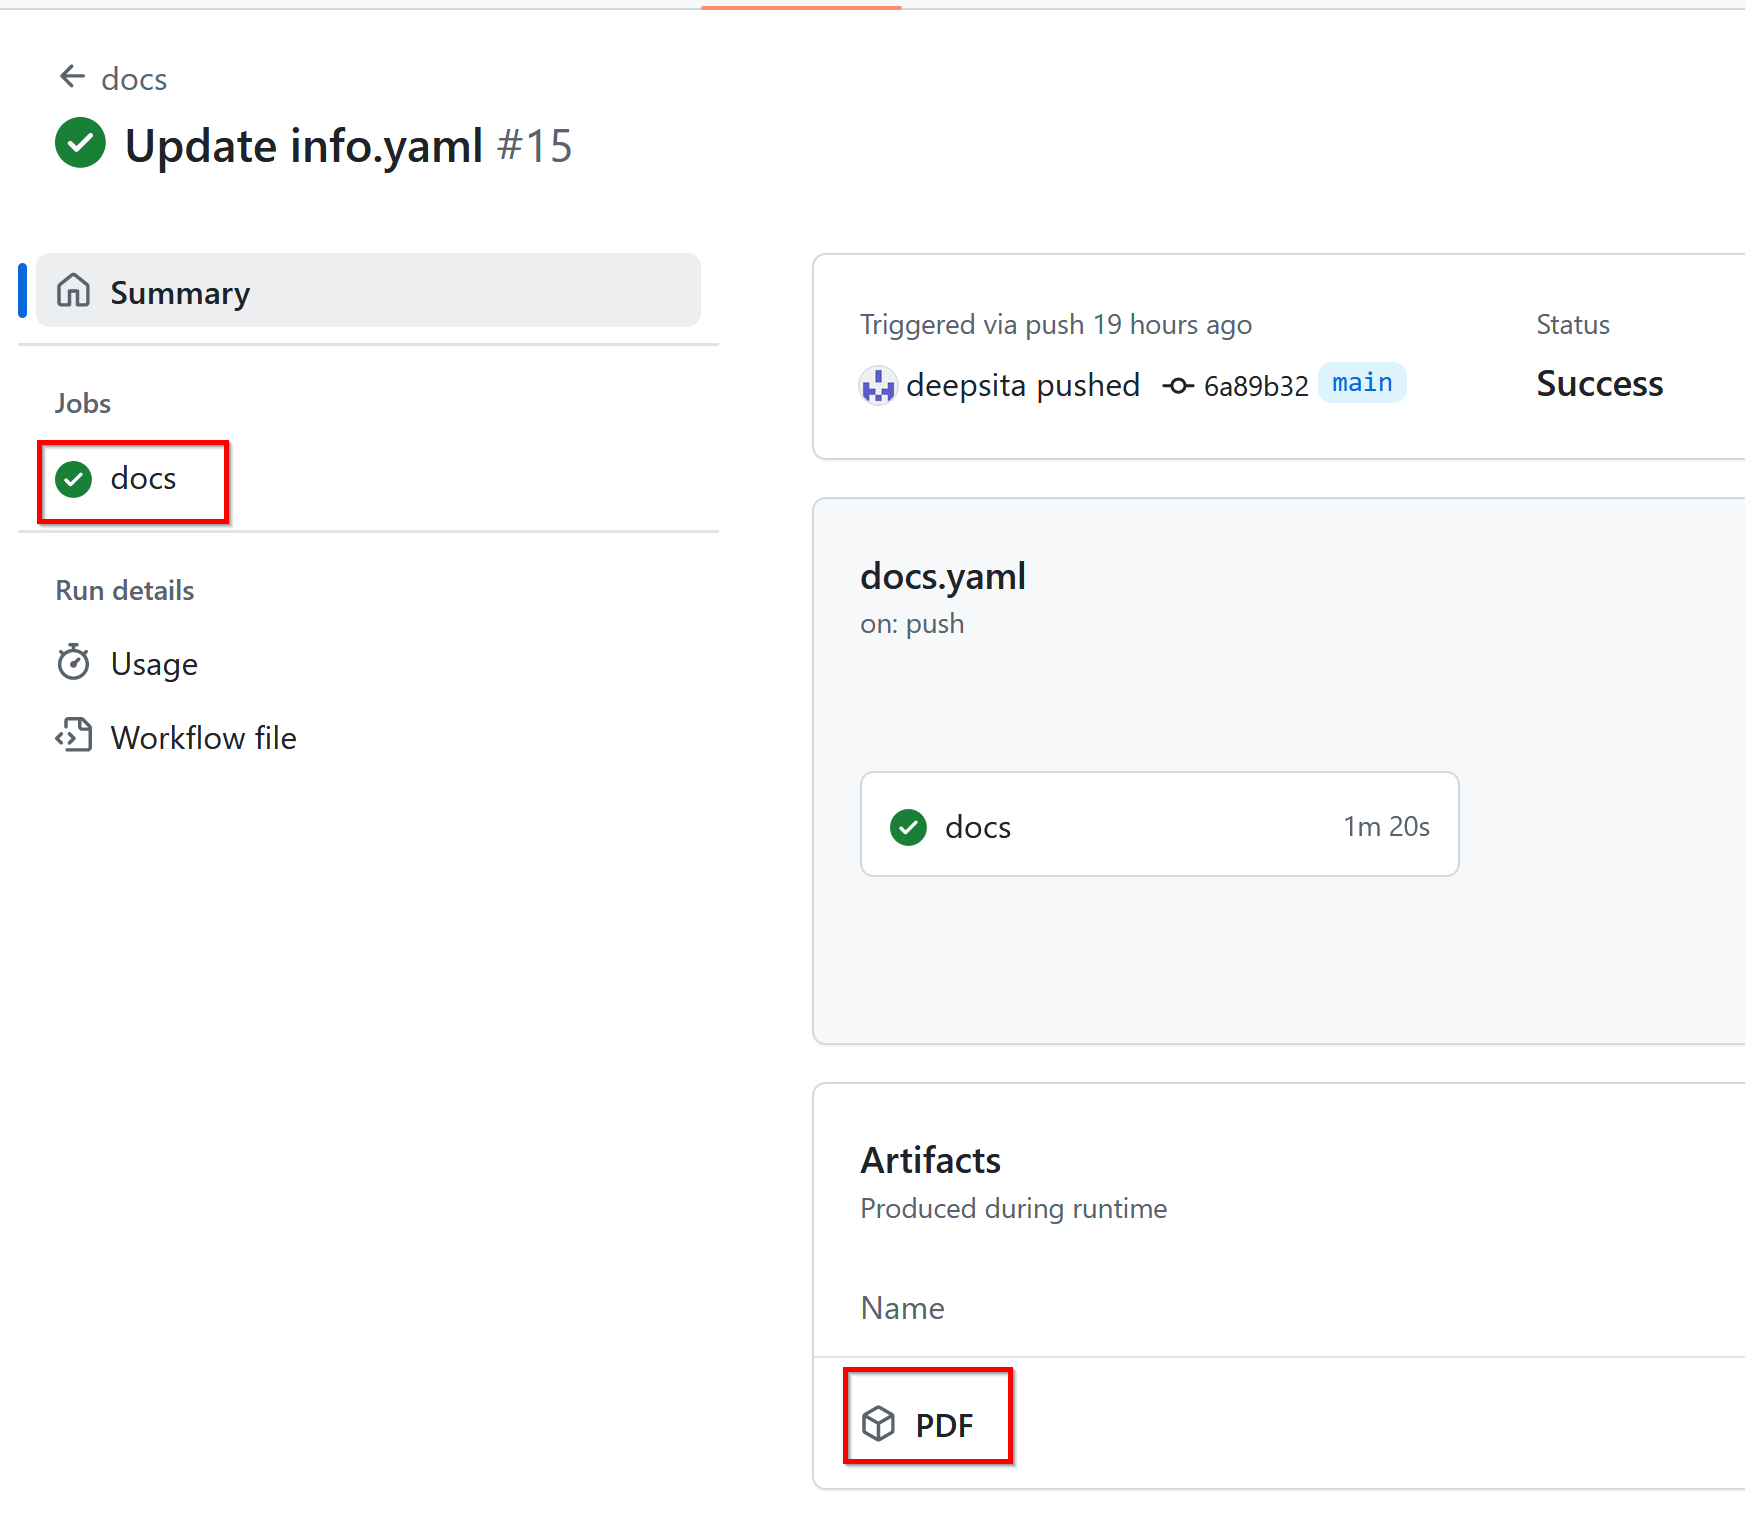 docs
Update info.yaml #15
Summary
Jobs
docs
Run details
Usage
Workflow file
Triggered via push 19 hours ago
deepsita pushed 6a89b32 main
Status
Success
docs.yaml
on: push
docs 1m 20s
Artifacts
Produced during runtime
Name
PDF